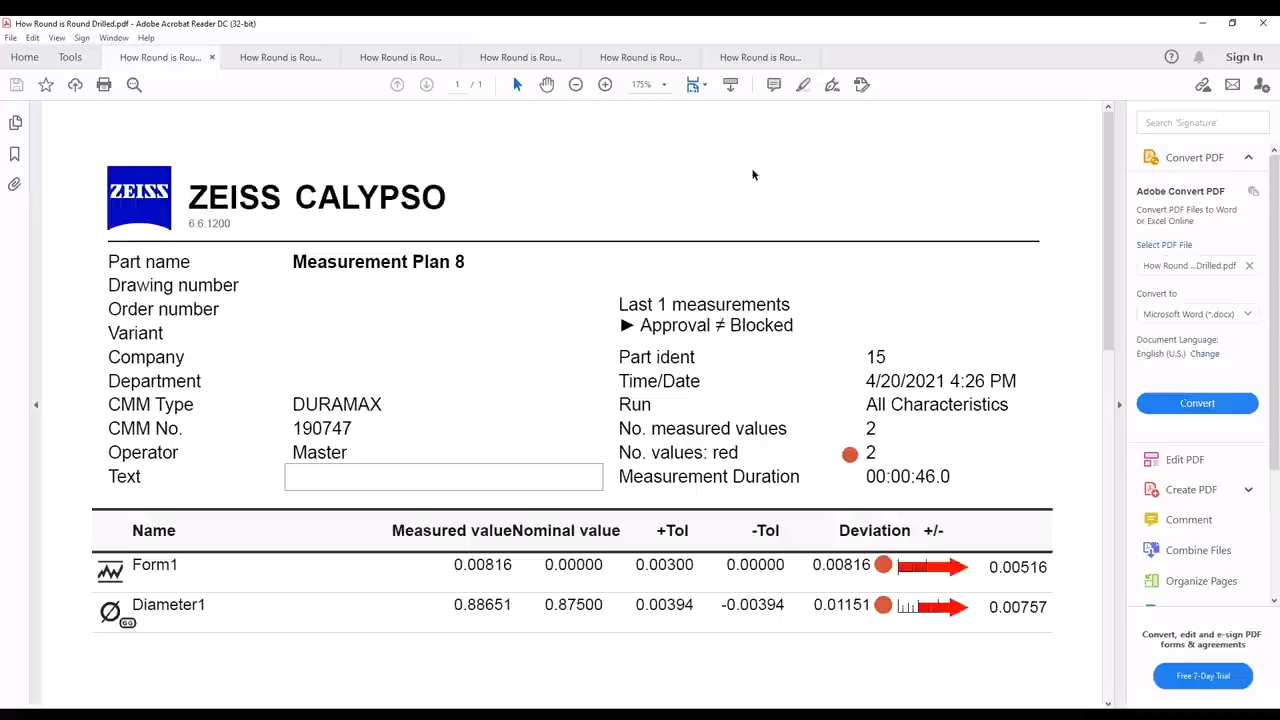 How Round is Round Drilled.pdf - Adobe Acrobat Reader DC (32-bit)
File Edit View Sign Window Help
Home Tools How Round is Rou... × How Round is Rou... How Round is Rou... How Round is Rou... How Round is Rou... How Round is Rou... Sign In
1 / 1 175%
Search 'Signature'
Convert PDF
Adobe Convert PDF
Convert PDF Files to Word
or Excel Online
Select PDF File
How Round ...Drilled.pdf
Convert to
Microsoft Word (*.docx)
Document Language:
English (U.S.) Change
Convert
Edit PDF
Create PDF
Comment
Combine Files
Organize Pages
Convert, edit and e-sign PDF
forms & agreements
Free 7-Day Trial
ZEISS ZEISS CALYPSO
6.6.1200
Part name Measurement Plan 8
Drawing number
Order number Last 1 measurements
Variant ► Approval ≠ Blocked
Company Part ident 15
Department Time/Date 4/20/2021 4:26 PM
CMM Type DURAMAX Run All Characteristics
CMM No. 190747 No. measured values 2
Operator Master No. values: red 2
Text Measurement Duration 00:00:46.0
Name Measured valueNominal value +Tol -Tol Deviation +/-
Form1 0.00816 0.00000 0.00300 0.00000 0.00816 0.00516
Diameter1 0.88651 0.87500 0.00394 -0.00394 0.01151 0.00757
GG